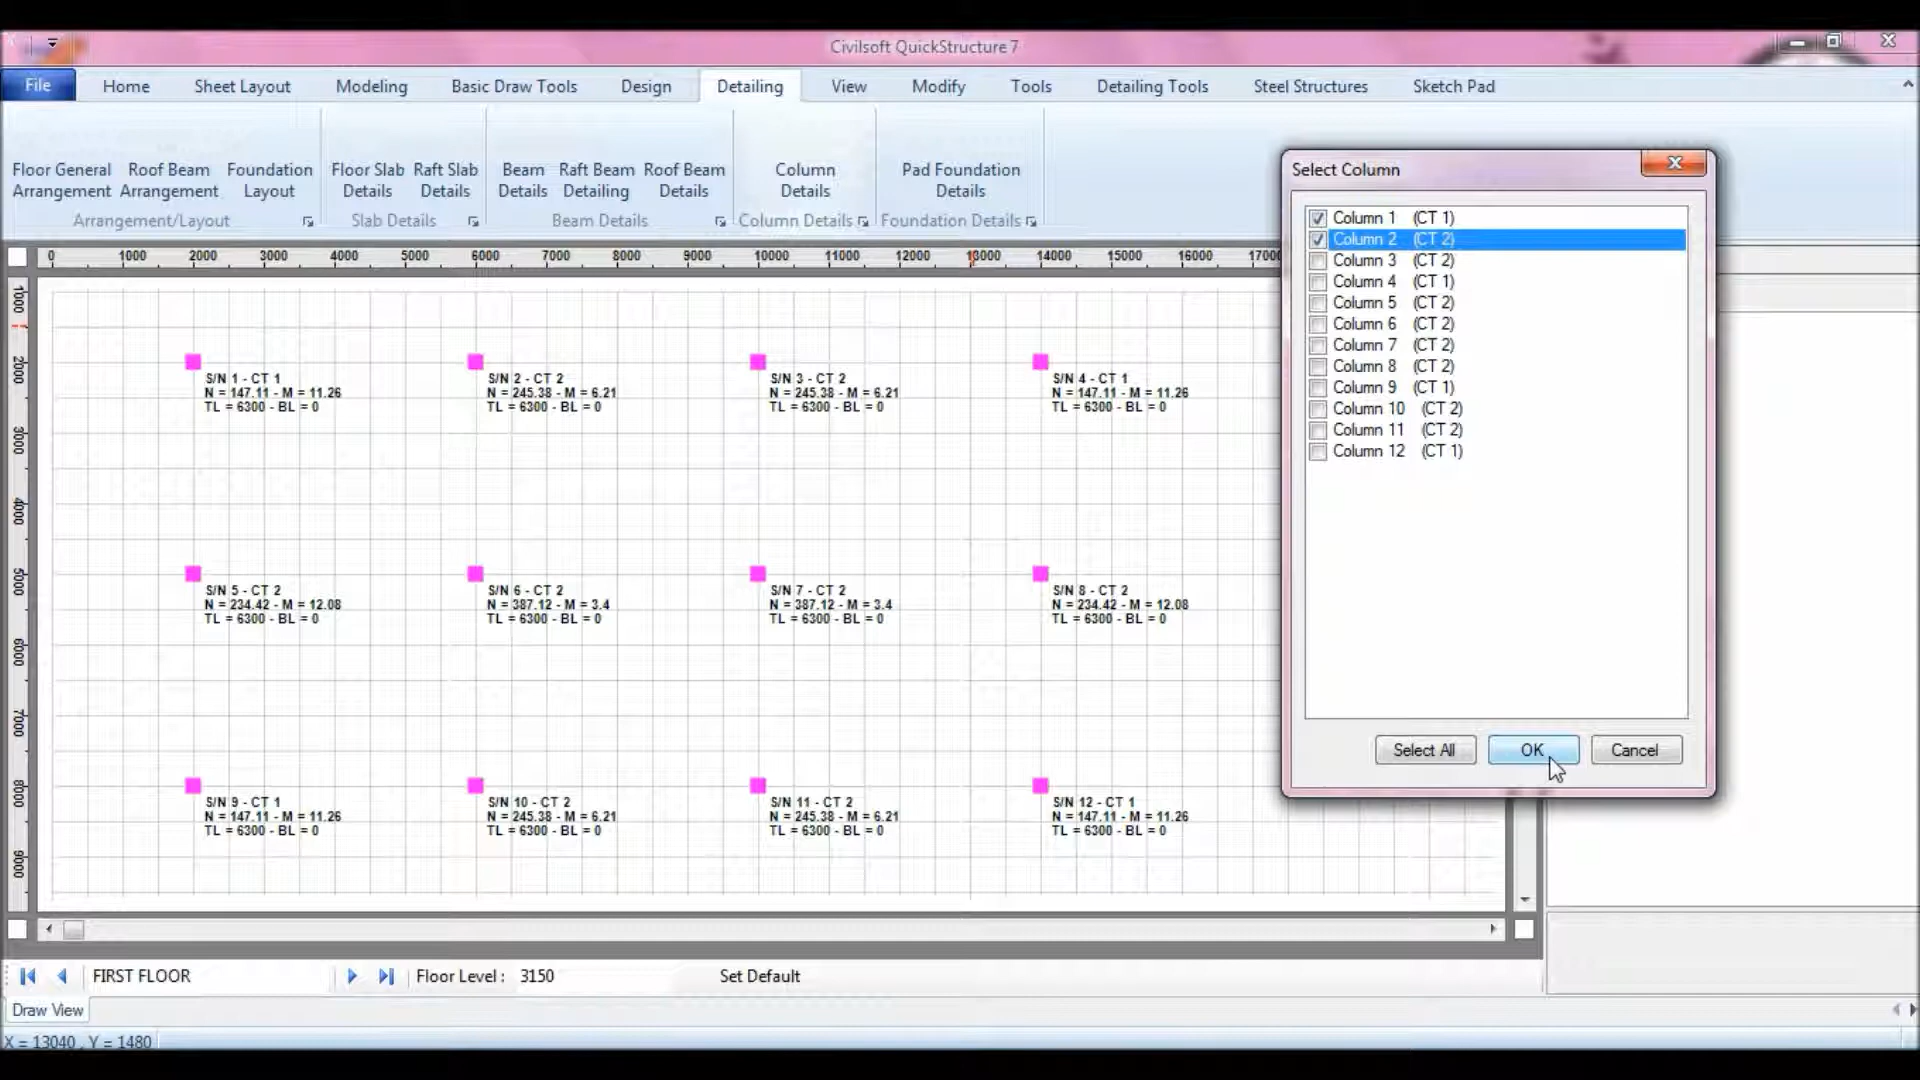 Civilsoft QuickStructure 7
File Home Sheet Layout Modeling Basic Draw Tools Design Detailing View Modify Tools Detailing Tools Steel Structures Sketch Pad
Floor General Arrangement
Roof Beam Arrangement
Foundation Layout
Floor Slab Details
Raft Slab Details
Beam Details
Raft Beam Detailing
Roof Beam Details
Column Details
Pad Foundation Details
Arrangement/Layout Slab Details Beam Details Column Details Foundation Details
0 1000 2000 3000 4000 5000 6000 7000 8000 9000 10000 11000 12000 13000 14000 15000 16000 17000
1000
2000
3000
4000
5000
6000
7000
8000
9000
S/N 1 - CT 1
N = 147.11 - M = 11.26
TL = 6300 - BL = 0
S/N 2 - CT 2
N = 245.38 - M = 6.21
TL = 6300 - BL = 0
S/N 3 - CT 2
N = 245.38 - M = 6.21
TL = 6300 - BL = 0
S/N 4 - CT 1
N = 147.11 - M = 11.26
TL = 6300 - BL = 0
S/N 5 - CT 2
N = 234.42 - M = 12.08
TL = 6300 - BL = 0
S/N 6 - CT 2
N = 387.12 - M = 3.4
TL = 6300 - BL = 0
S/N 7 - CT 2
N = 387.12 - M = 3.4
TL = 6300 - BL = 0
S/N 8 - CT 2
N = 234.42 - M = 12.08
TL = 6300 - BL = 0
S/N 9 - CT 1
N = 147.11 - M = 11.26
TL = 6300 - BL = 0
S/N 10 - CT 2
N = 245.38 - M = 6.21
TL = 6300 - BL = 0
S/N 11 - CT 2
N = 245.38 - M = 6.21
TL = 6300 - BL = 0
S/N 12 - CT 1
N = 147.11 - M = 11.26
TL = 6300 - BL = 0
Select Column
Column 1 (CT 1)
Column 2 (CT 2)
Column 3 (CT 2)
Column 4 (CT 1)
Column 5 (CT 2)
Column 6 (CT 2)
Column 7 (CT 2)
Column 8 (CT 2)
Column 9 (CT 1)
Column 10 (CT 2)
Column 11 (CT 2)
Column 12 (CT 1)
Select All OK Cancel
FIRST FLOOR Floor Level : 3150 Set Default
Draw View
X = 13040 , Y = 1480